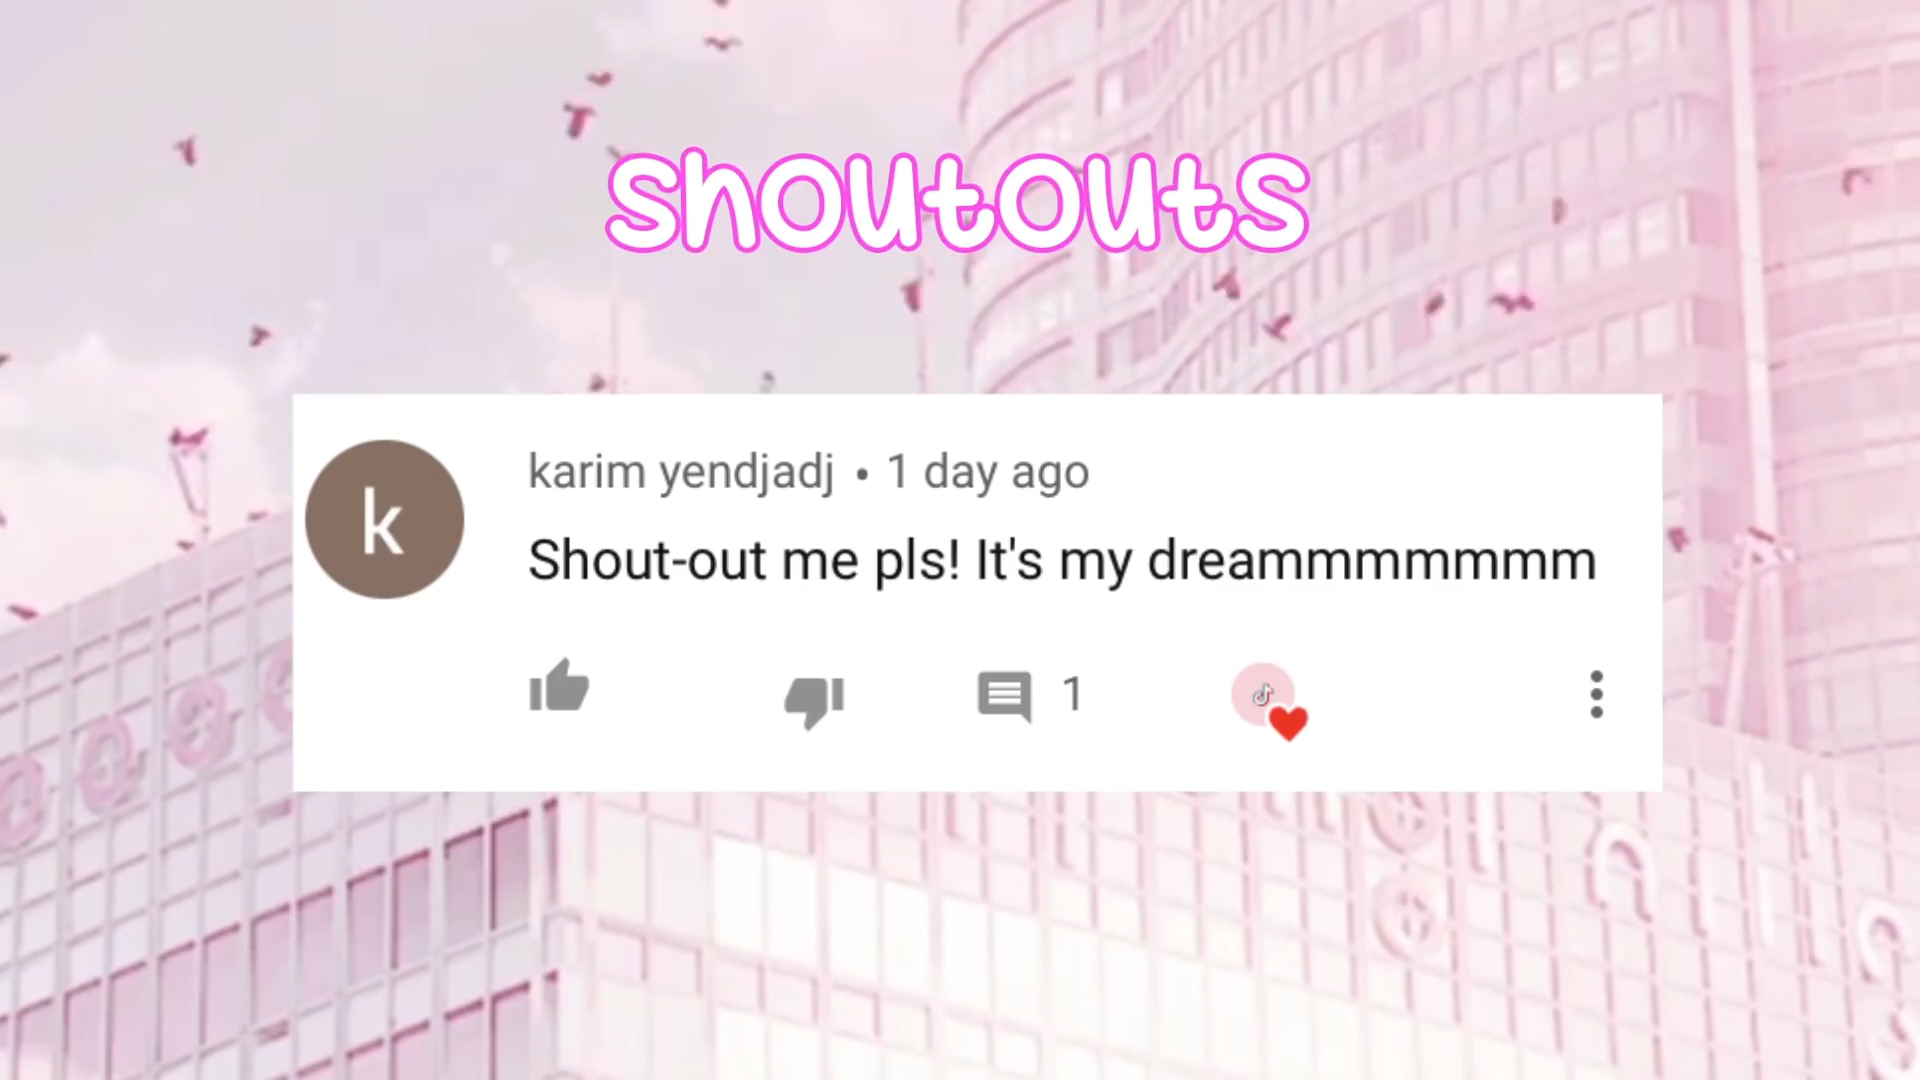 shoutouts
k
karim yendjadj • 1 day ago
Shout-out me pls! It's my dreammmmmmm
1